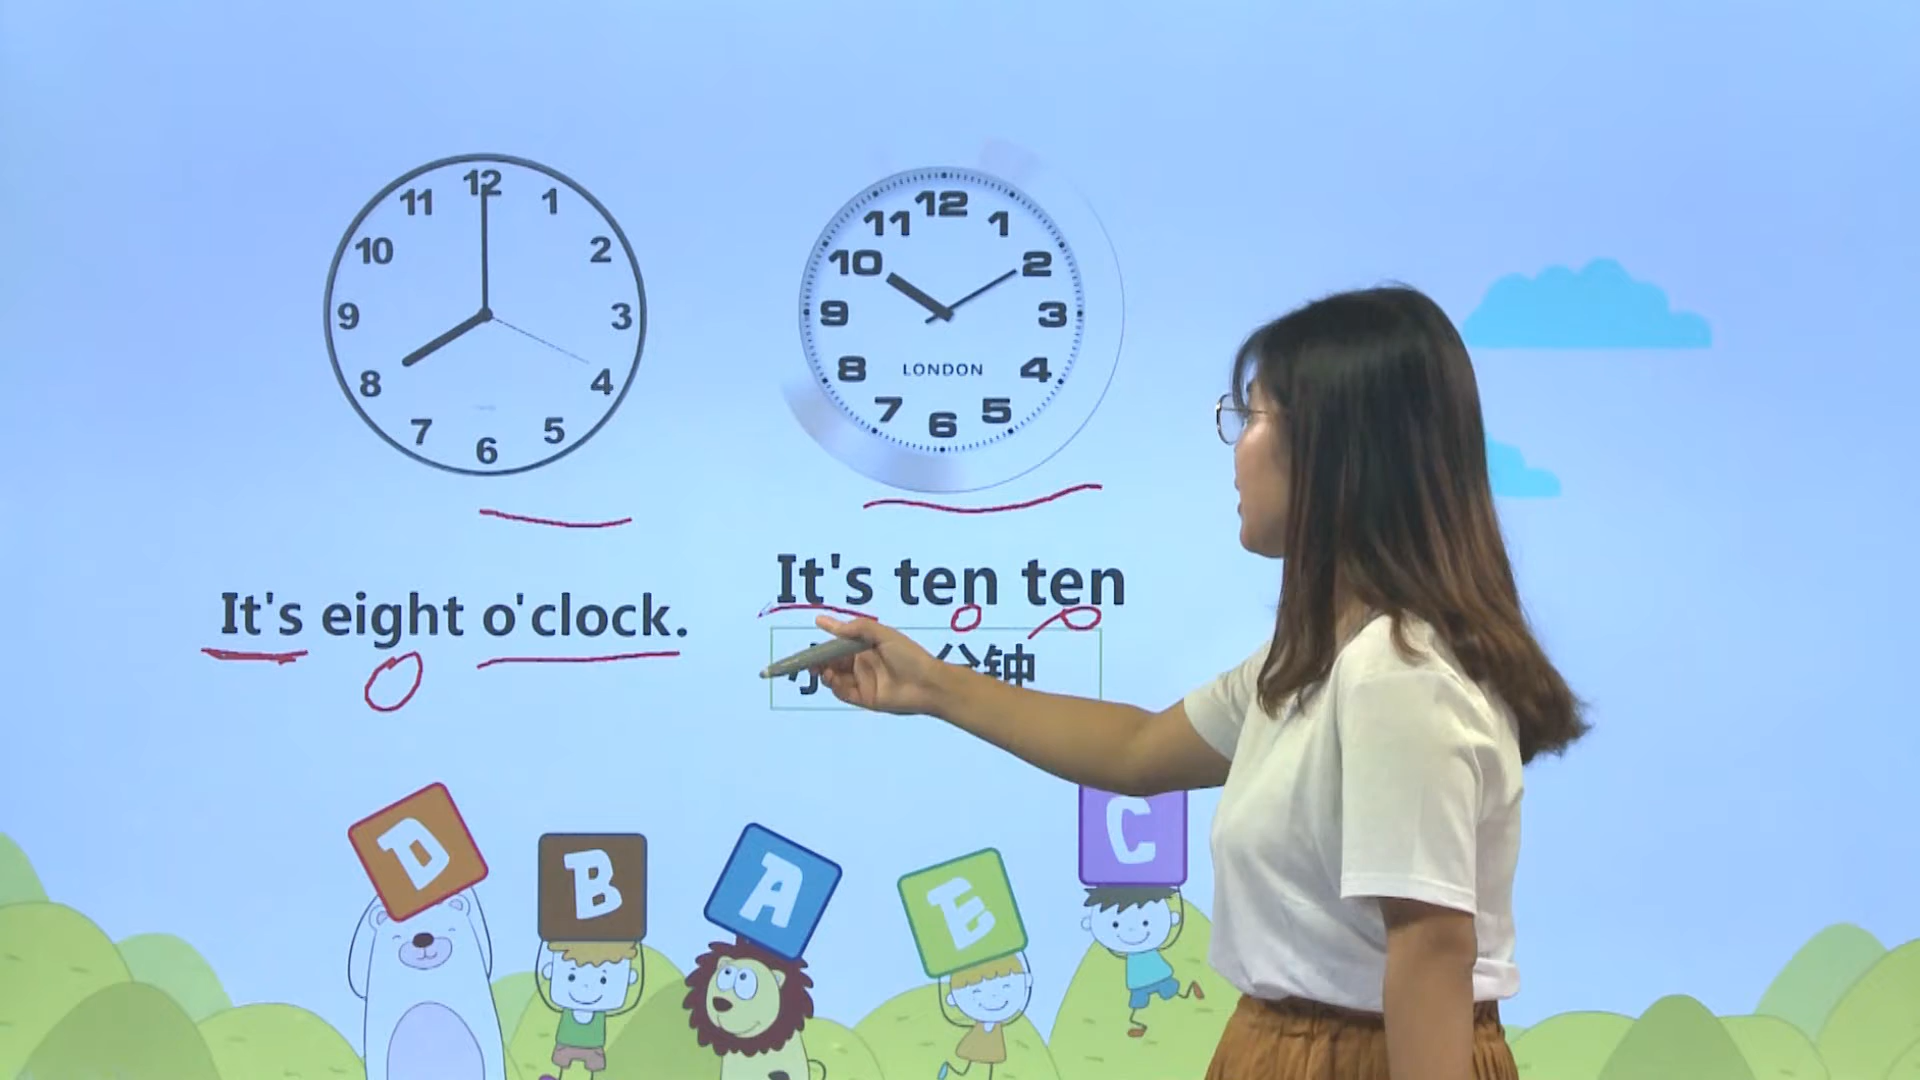 12
11 1
10 2
9 3
8 4
7 5
6
12
11 1
10 2
9 3
8 LONDON 4
7 5
6
It's eight o'clock.
It's ten ten
分钟
D B A E C